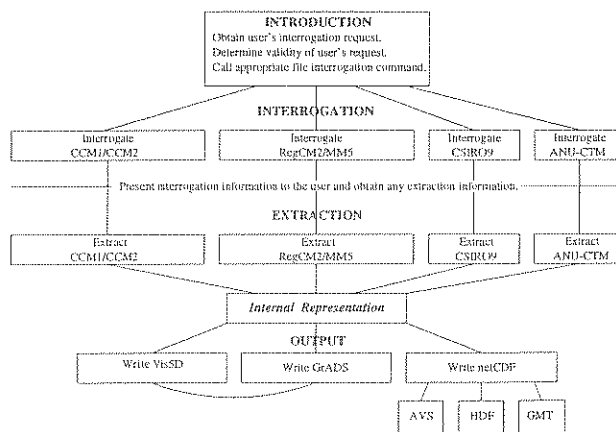 INTRODUCTION
Obtain user's interrogation request.
Determine validity of user's request.
Call appropriate file interrogation command.
INTERROGATION
Interrogate
CCM1/CCM2
Interrogate
RegCM2/MM5
Interrogate
CSIRO9
Interrogate
ANU-CTM
Present interrogation information to the user and obtain any extraction information.
EXTRACTION
Extract
CCM1/CCM2
Extract
RegCM2/MM5
Extract
CSIRO9
Extract
ANU-CTM
Internal Representation
OUTPUT
Write Vis5D
Write GrADS
Write netCDF
AVS
HDF
GMT